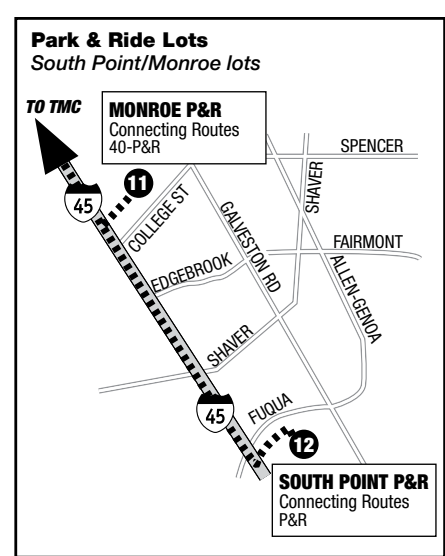 Park & Ride Lots
South Point/Monroe lots
TO TMC
MONROE P&R
Connecting Routes
40-P&R
SPENCER
SHAVER
11
45
COLLEGE ST
GALVESTON RD
FAIRMONT
EDGEBROOK
ALLEN-GENOA
SHAVER
45
FUQUA
12
SOUTH POINT P&R
Connecting Routes
P&R